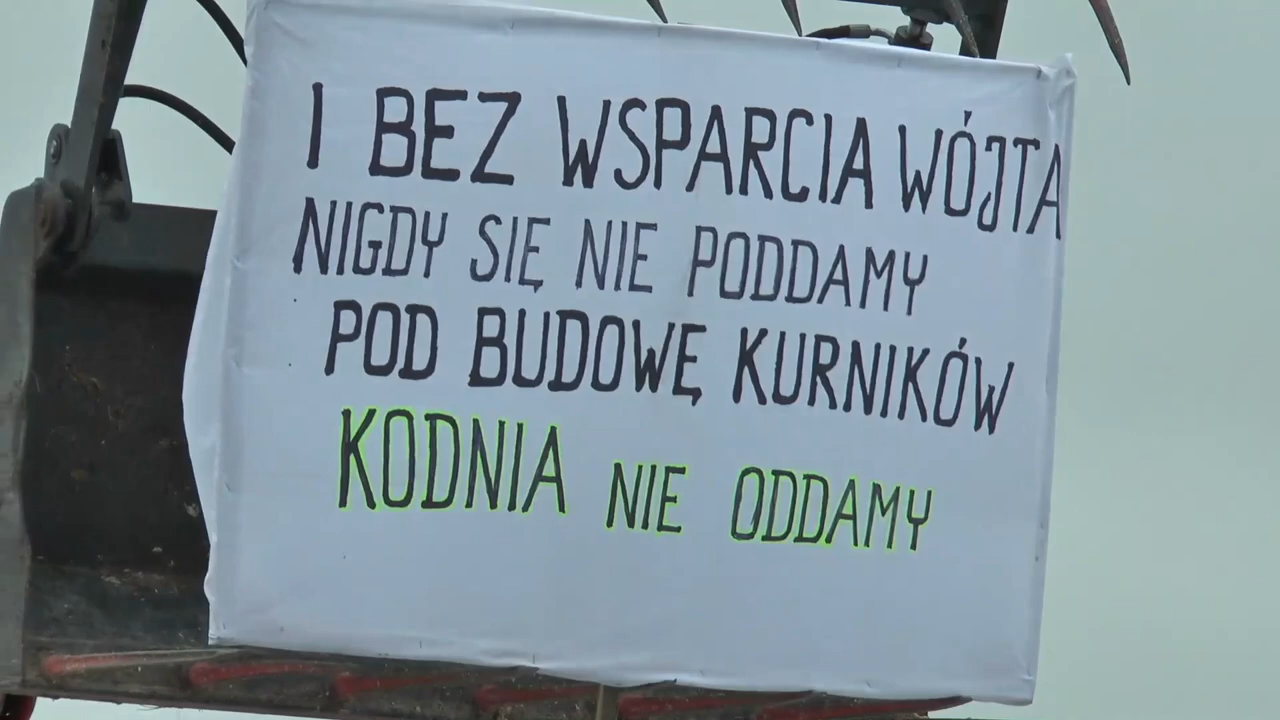 I BEZ WSPARCIA WÓJTA
NIGDY SIĘ NIE PODDAMY
POD BUDOWĘ KURNIKÓW
KODNIA NIE ODDAMY